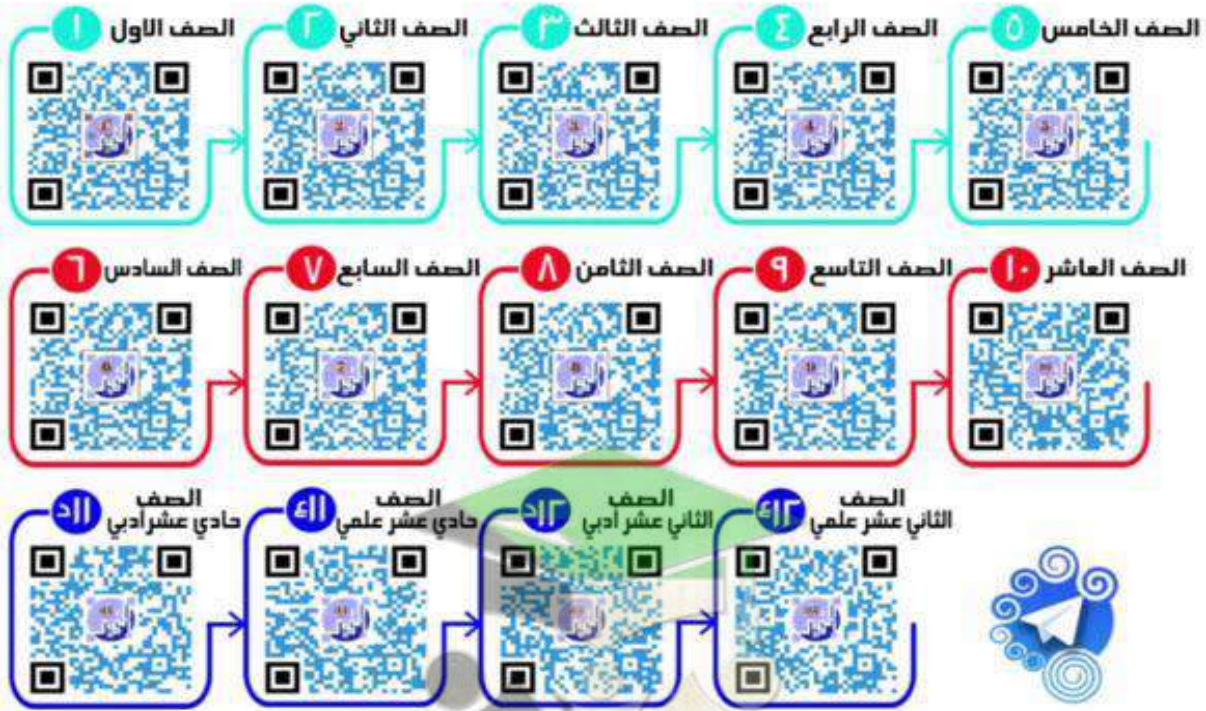 ١ الصف الاول
٢ الصف الثاني
٣ الصف الثالث
٤ الصف الرابع
٥ الصف الخامس
٦ الصف السادس
٧ الصف السابع
٨ الصف الثامن
٩ الصف التاسع
١٠ الصف العاشر
١١د الصف
حادي عشر أدبي
١١ع الصف
حادي عشر علمي
١٢د الصف
الثاني عشر أدبي
١٢ع الصف
الثاني عشر علمي